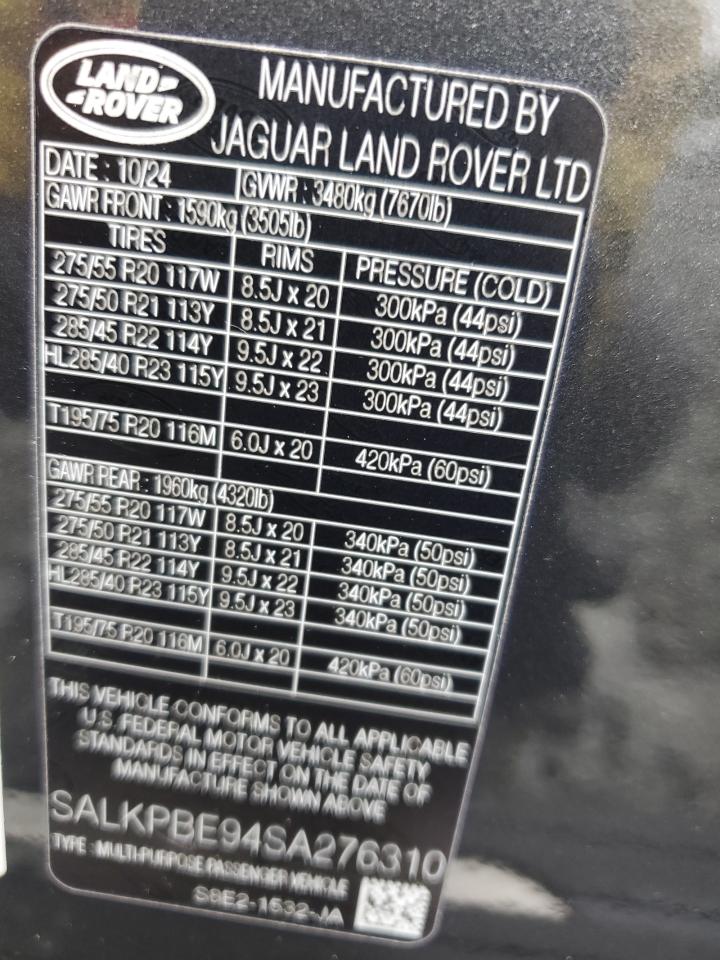 LAND ROVER
MANUFACTURED BY
JAGUAR LAND ROVER LTD
DATE : 10/24 GVWR : 3480kg (7670lb)
GAWR FRONT : 1590kg (3505lb)
TIRES RIMS PRESSURE (COLD)
275/55 R20 117W 8.5J x 20 300kPa (44psi)
275/50 R21 113Y 8.5J x 21 300kPa (44psi)
285/45 R22 114Y 9.5J x 22 300kPa (44psi)
HL285/40 R23 115Y 9.5J x 23 300kPa (44psi)
T195/75 R20 116M 6.0J x 20 420kPa (60psi)
GAWR REAR : 1960kg (4320lb)
275/55 R20 117W 8.5J x 20 340kPa (50psi)
275/50 R21 113Y 8.5J x 21 340kPa (50psi)
285/45 R22 114Y 9.5J x 22 340kPa (50psi)
HL285/40 R23 115Y 9.5J x 23 340kPa (50psi)
T195/75 R20 116M 6.0J x 20 420kPa (60psi)
THIS VEHICLE CONFORMS TO ALL APPLICABLE
U.S. FEDERAL MOTOR VEHICLE SAFETY
STANDARDS IN EFFECT ON THE DATE OF
MANUFACTURE SHOWN ABOVE
SALKPBE94SA276310
TYPE : MULTI-PURPOSE PASSENGER VEHICLE
S8E2-1532-JA